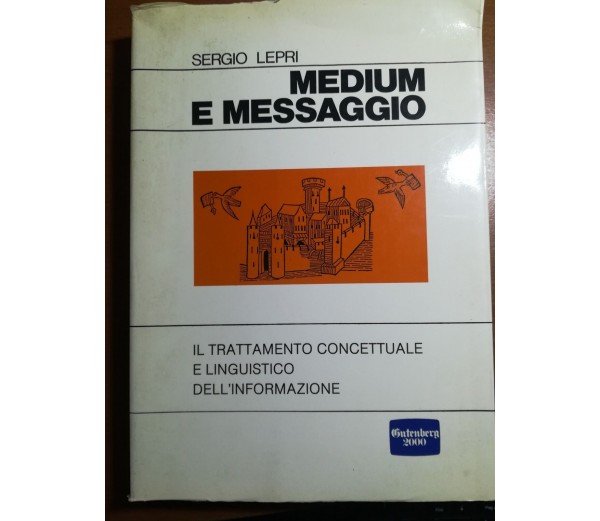 SERGIO LEPRI
MEDIUM
E MESSAGGIO
IL TRATTAMENTO CONCETTUALE
E LINGUISTICO
DELL'INFORMAZIONE
Gutenberg
2000